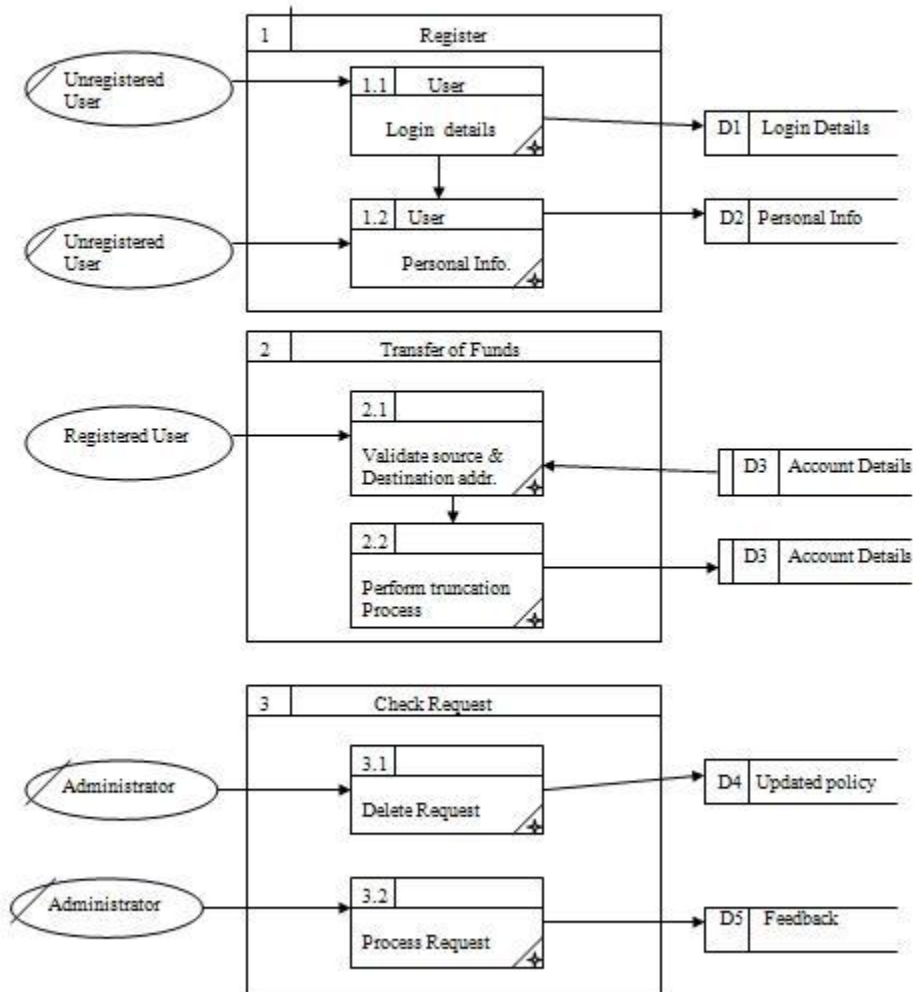 1 Register
Unregistered
User
1.1 User
Login details
D1 Login Details
1.2 User
Personal Info.
D2 Personal Info
Unregistered
User
2 Transfer of Funds
2.1
Registered User
Validate source &
Destination addr.
D3 Account Details
2.2
Perform truncation
Process
D3 Account Details
3 Check Request
3.1
Administrator
Delete Request
D4 Updated policy
3.2
Administrator
Process Request
D5 Feedback